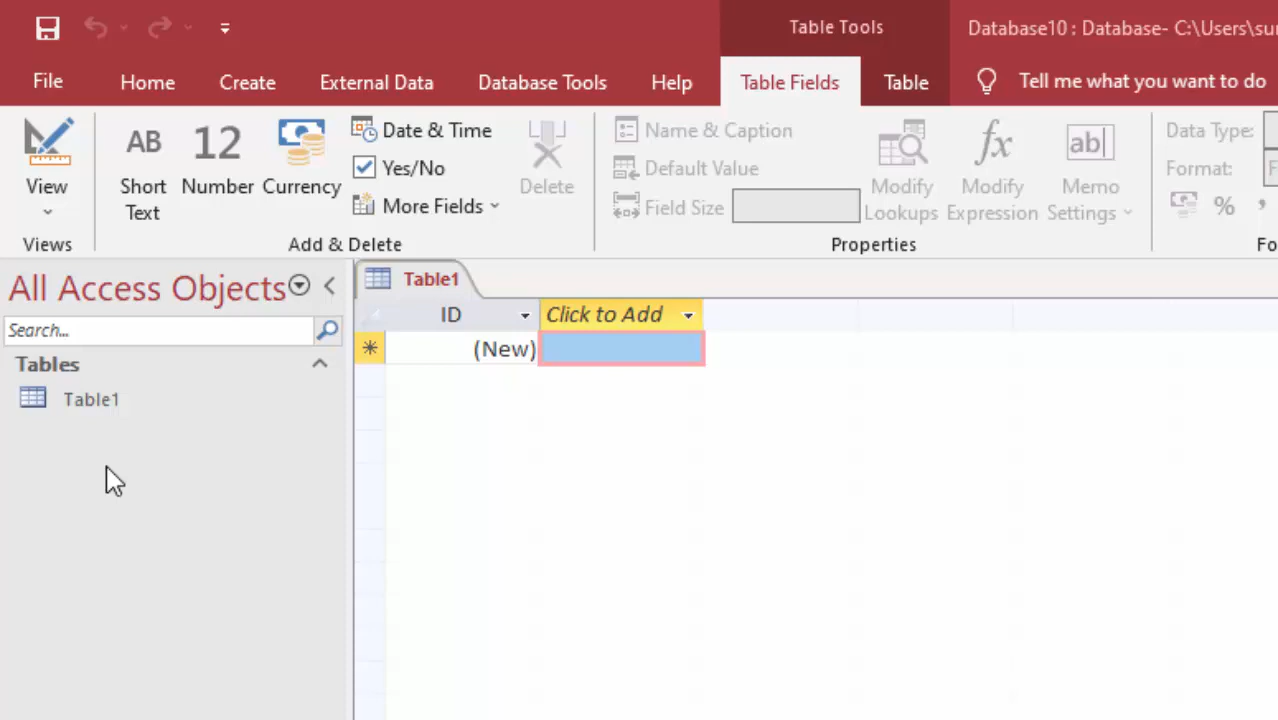 Table Tools
Database10 : Database- C:\Users\su
File Home Create External Data Database Tools Help Table Fields Table Tell me what you want to do
View
Views
AB
Short
Text
12
Number
Currency
Date & Time
Yes/No
More Fields
Delete
Add & Delete
Name & Caption
Default Value
Field Size
Modify
Lookups
fx
Modify
Expression
ab|
Memo
Settings
Properties
Data Type:
Format: F
% ,
Fo
All Access Objects
Search...
Tables
Table1
Table1
ID Click to Add
* (New)